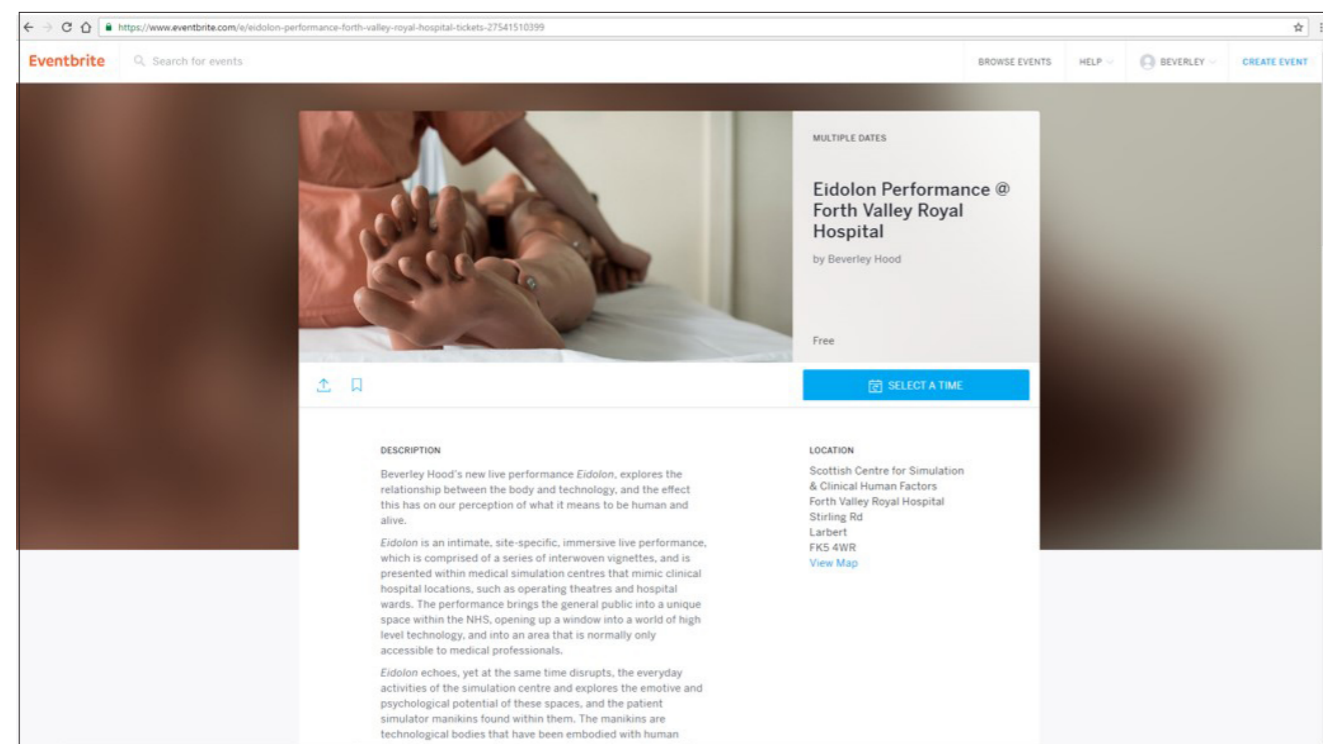 https://www.eventbrite.com/e/eidolon-performance-forth-valley-royal-hospital-tickets-27541510399
Eventbrite
Search for events
BROWSE EVENTS
HELP
BEVERLEY
CREATE EVENT
MULTIPLE DATES
Eidolon Performance @
Forth Valley Royal
Hospital
by Beverley Hood
Free
SELECT A TIME
DESCRIPTION
Beverley Hood's new live performance Eidolon, explores the
relationship between the body and technology, and the effect
this has on our perception of what it means to be human and
alive.
Eidolon is an intimate, site-specific, immersive live performance,
which is comprised of a series of interwoven vignettes, and is
presented within medical simulation centres that mimic clinical
hospital locations, such as operating theatres and hospital
wards. The performance brings the general public into a unique
space within the NHS, opening up a window into a world of high
level technology, and into an area that is normally only
accessible to medical professionals.
Eidolon echoes, yet at the same time disrupts, the everyday
activities of the simulation centre and explores the emotive and
psychological potential of these spaces, and the patient
simulator manikins found within them. The manikins are
technological bodies that have been embodied with human
LOCATION
Scottish Centre for Simulation
& Clinical Human Factors
Forth Valley Royal Hospital
Stirling Rd
Larbert
FK5 4WR
View Map